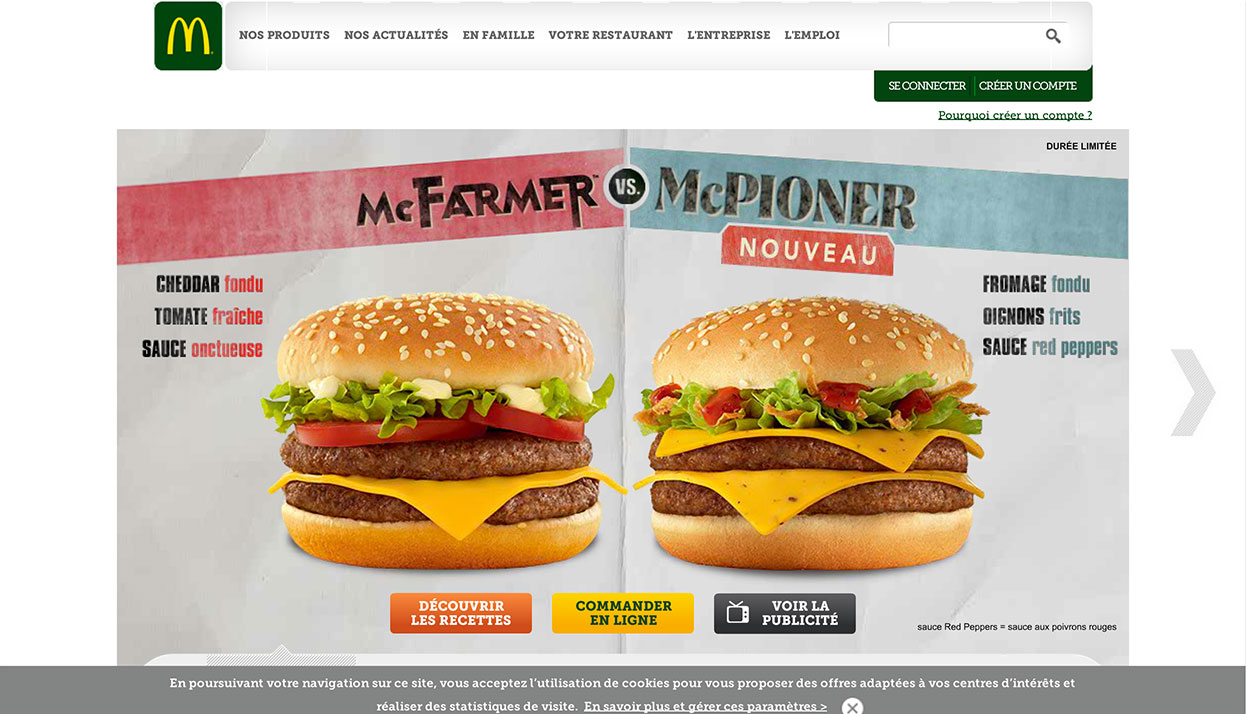 NOS PRODUITS NOS ACTUALITÉS EN FAMILLE VOTRE RESTAURANT L'ENTREPRISE L'EMPLOI
SE CONNECTER CRÉER UN COMPTE
Pourquoi créer un compte ?
DURÉE LIMITÉE
McFARMER™ VS. McPIONER
NOUVEAU
CHEDDAR fondu
TOMATE fraîche
SAUCE onctueuse
FROMAGE fondu
OIGNONS frits
SAUCE red peppers
DÉCOUVRIR
LES RECETTES
COMMANDER
EN LIGNE
VOIR LA
PUBLICITÉ
sauce Red Peppers = sauce aux poivrons rouges
En poursuivant votre navigation sur ce site, vous acceptez l'utilisation de cookies pour vous proposer des offres adaptées à vos centres d'intérêts et
réaliser des statistiques de visite. En savoir plus et gérer ces paramètres >